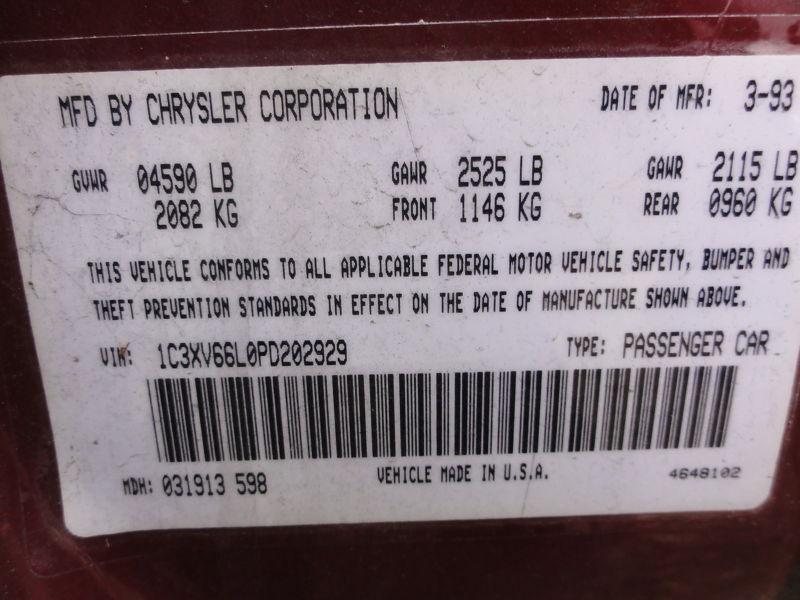 MFD BY CHRYSLER CORPORATION DATE OF MFR: 3-93
GVWR 04590 LB GAWR 2525 LB GAWR 2115 LB
2082 KG FRONT 1146 KG REAR 0960 KG
THIS VEHICLE CONFORMS TO ALL APPLICABLE FEDERAL MOTOR VEHICLE SAFETY, BUMPER AND
THEFT PREVENTION STANDARDS IN EFFECT ON THE DATE OF MANUFACTURE SHOWN ABOVE.
VIN: 1C3XV66L0PD202929 TYPE: PASSENGER CAR
MDH: 031913 598 VEHICLE MADE IN U.S.A. 4648102